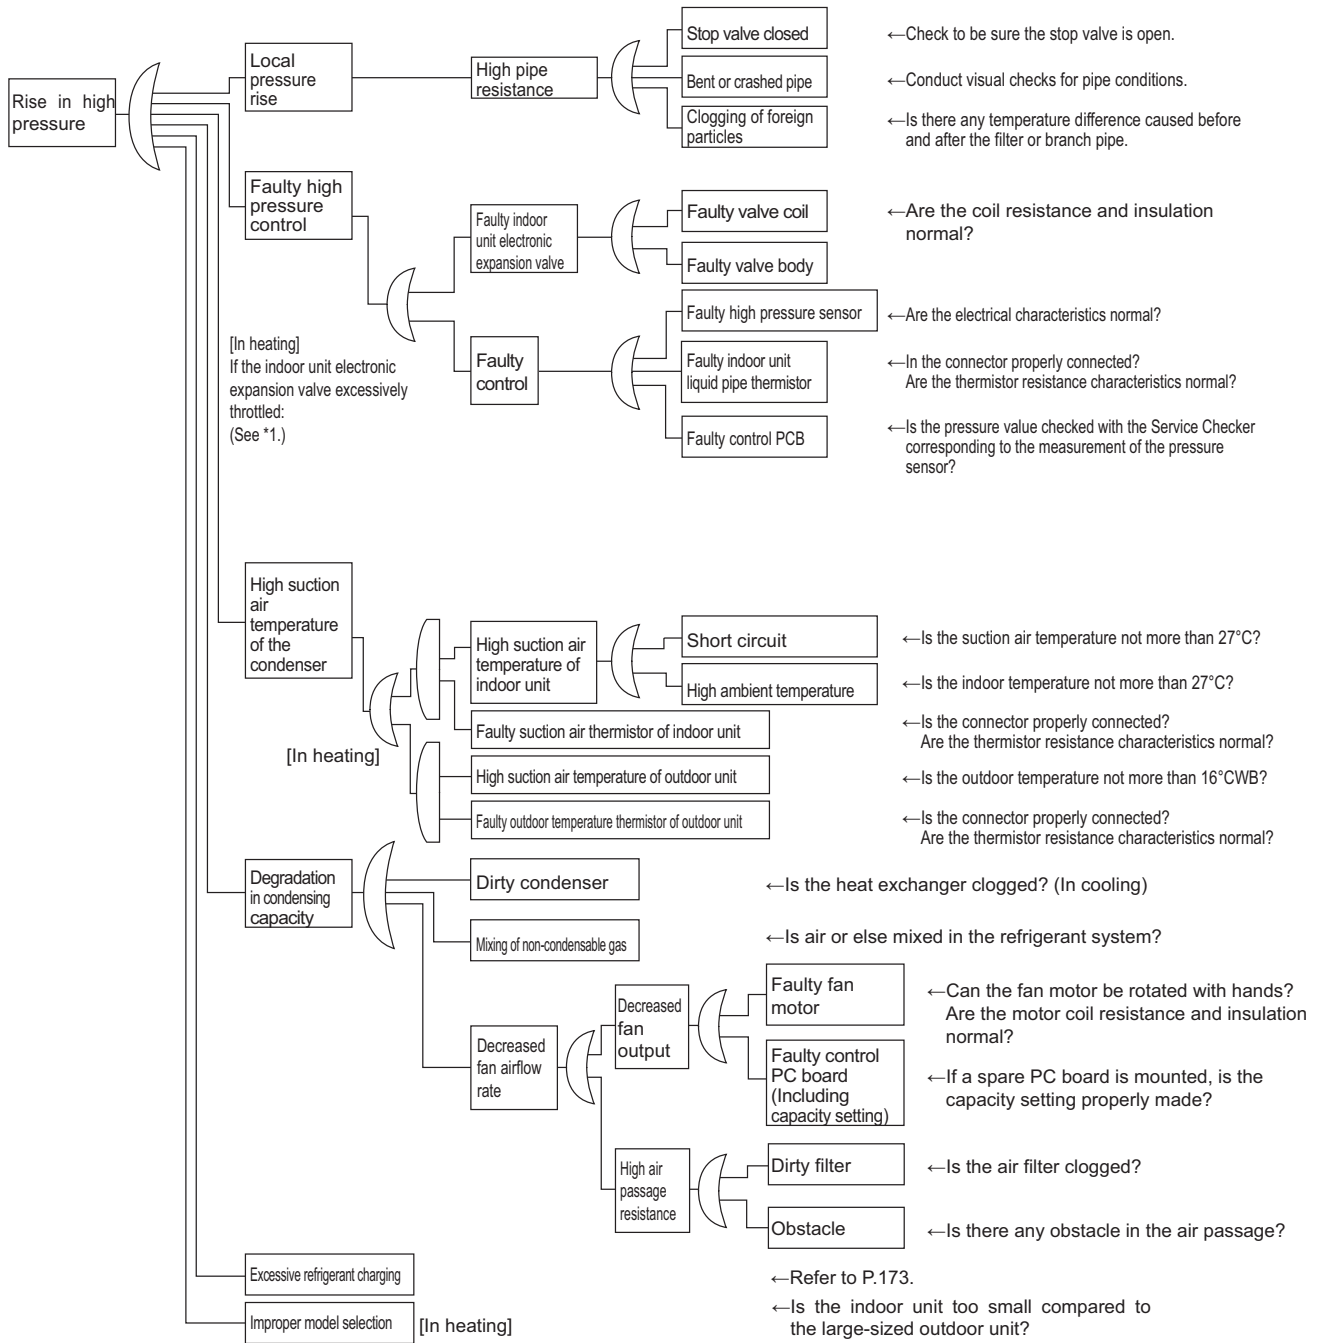 Rise in high
pressure
Local
pressure
rise
High pipe
resistance
Stop valve closed
←Check to be sure the stop valve is open.
Bent or crashed pipe
←Conduct visual checks for pipe conditions.
Clogging of foreign
particles
←Is there any temperature difference caused before
and after the filter or branch pipe.
Faulty high
pressure
control
Faulty indoor
unit electronic
expansion valve
Faulty valve coil
←Are the coil resistance and insulation
normal?
Faulty valve body
[In heating]
If the indoor unit electronic
expansion valve excessively
throttled:
(See *1.)
Faulty
control
Faulty high pressure sensor
←Are the electrical characteristics normal?
Faulty indoor unit
liquid pipe thermistor
←In the connector properly connected?
Are the thermistor resistance characteristics normal?
Faulty control PCB
←Is the pressure value checked with the Service Checker
corresponding to the measurement of the pressure
sensor?
High suction
air
temperature
of the
condenser
[In heating]
High suction air
temperature of
indoor unit
Short circuit
←Is the suction air temperature not more than 27°C?
High ambient temperature
←Is the indoor temperature not more than 27°C?
Faulty suction air thermistor of indoor unit
←Is the connector properly connected?
Are the thermistor resistance characteristics normal?
High suction air temperature of outdoor unit
←Is the outdoor temperature not more than 16°CWB?
Faulty outdoor temperature thermistor of outdoor unit
←Is the connector properly connected?
Are the thermistor resistance characteristics normal?
Degradation
in condensing
capacity
Dirty condenser
←Is the heat exchanger clogged? (In cooling)
Mixing of non-condensable gas
←Is air or else mixed in the refrigerant system?
Decreased
fan airflow
rate
Decreased
fan
output
Faulty fan
motor
←Can the fan motor be rotated with hands?
Are the motor coil resistance and insulation
normal?
Faulty control
PC board
(Including
capacity setting)
←If a spare PC board is mounted, is the
capacity setting properly made?
High air
passage
resistance
Dirty filter
←Is the air filter clogged?
Obstacle
←Is there any obstacle in the air passage?
Excessive refrigerant charging
←Refer to P.173.
Improper model selection
[In heating]
←Is the indoor unit too small compared to
the large-sized outdoor unit?